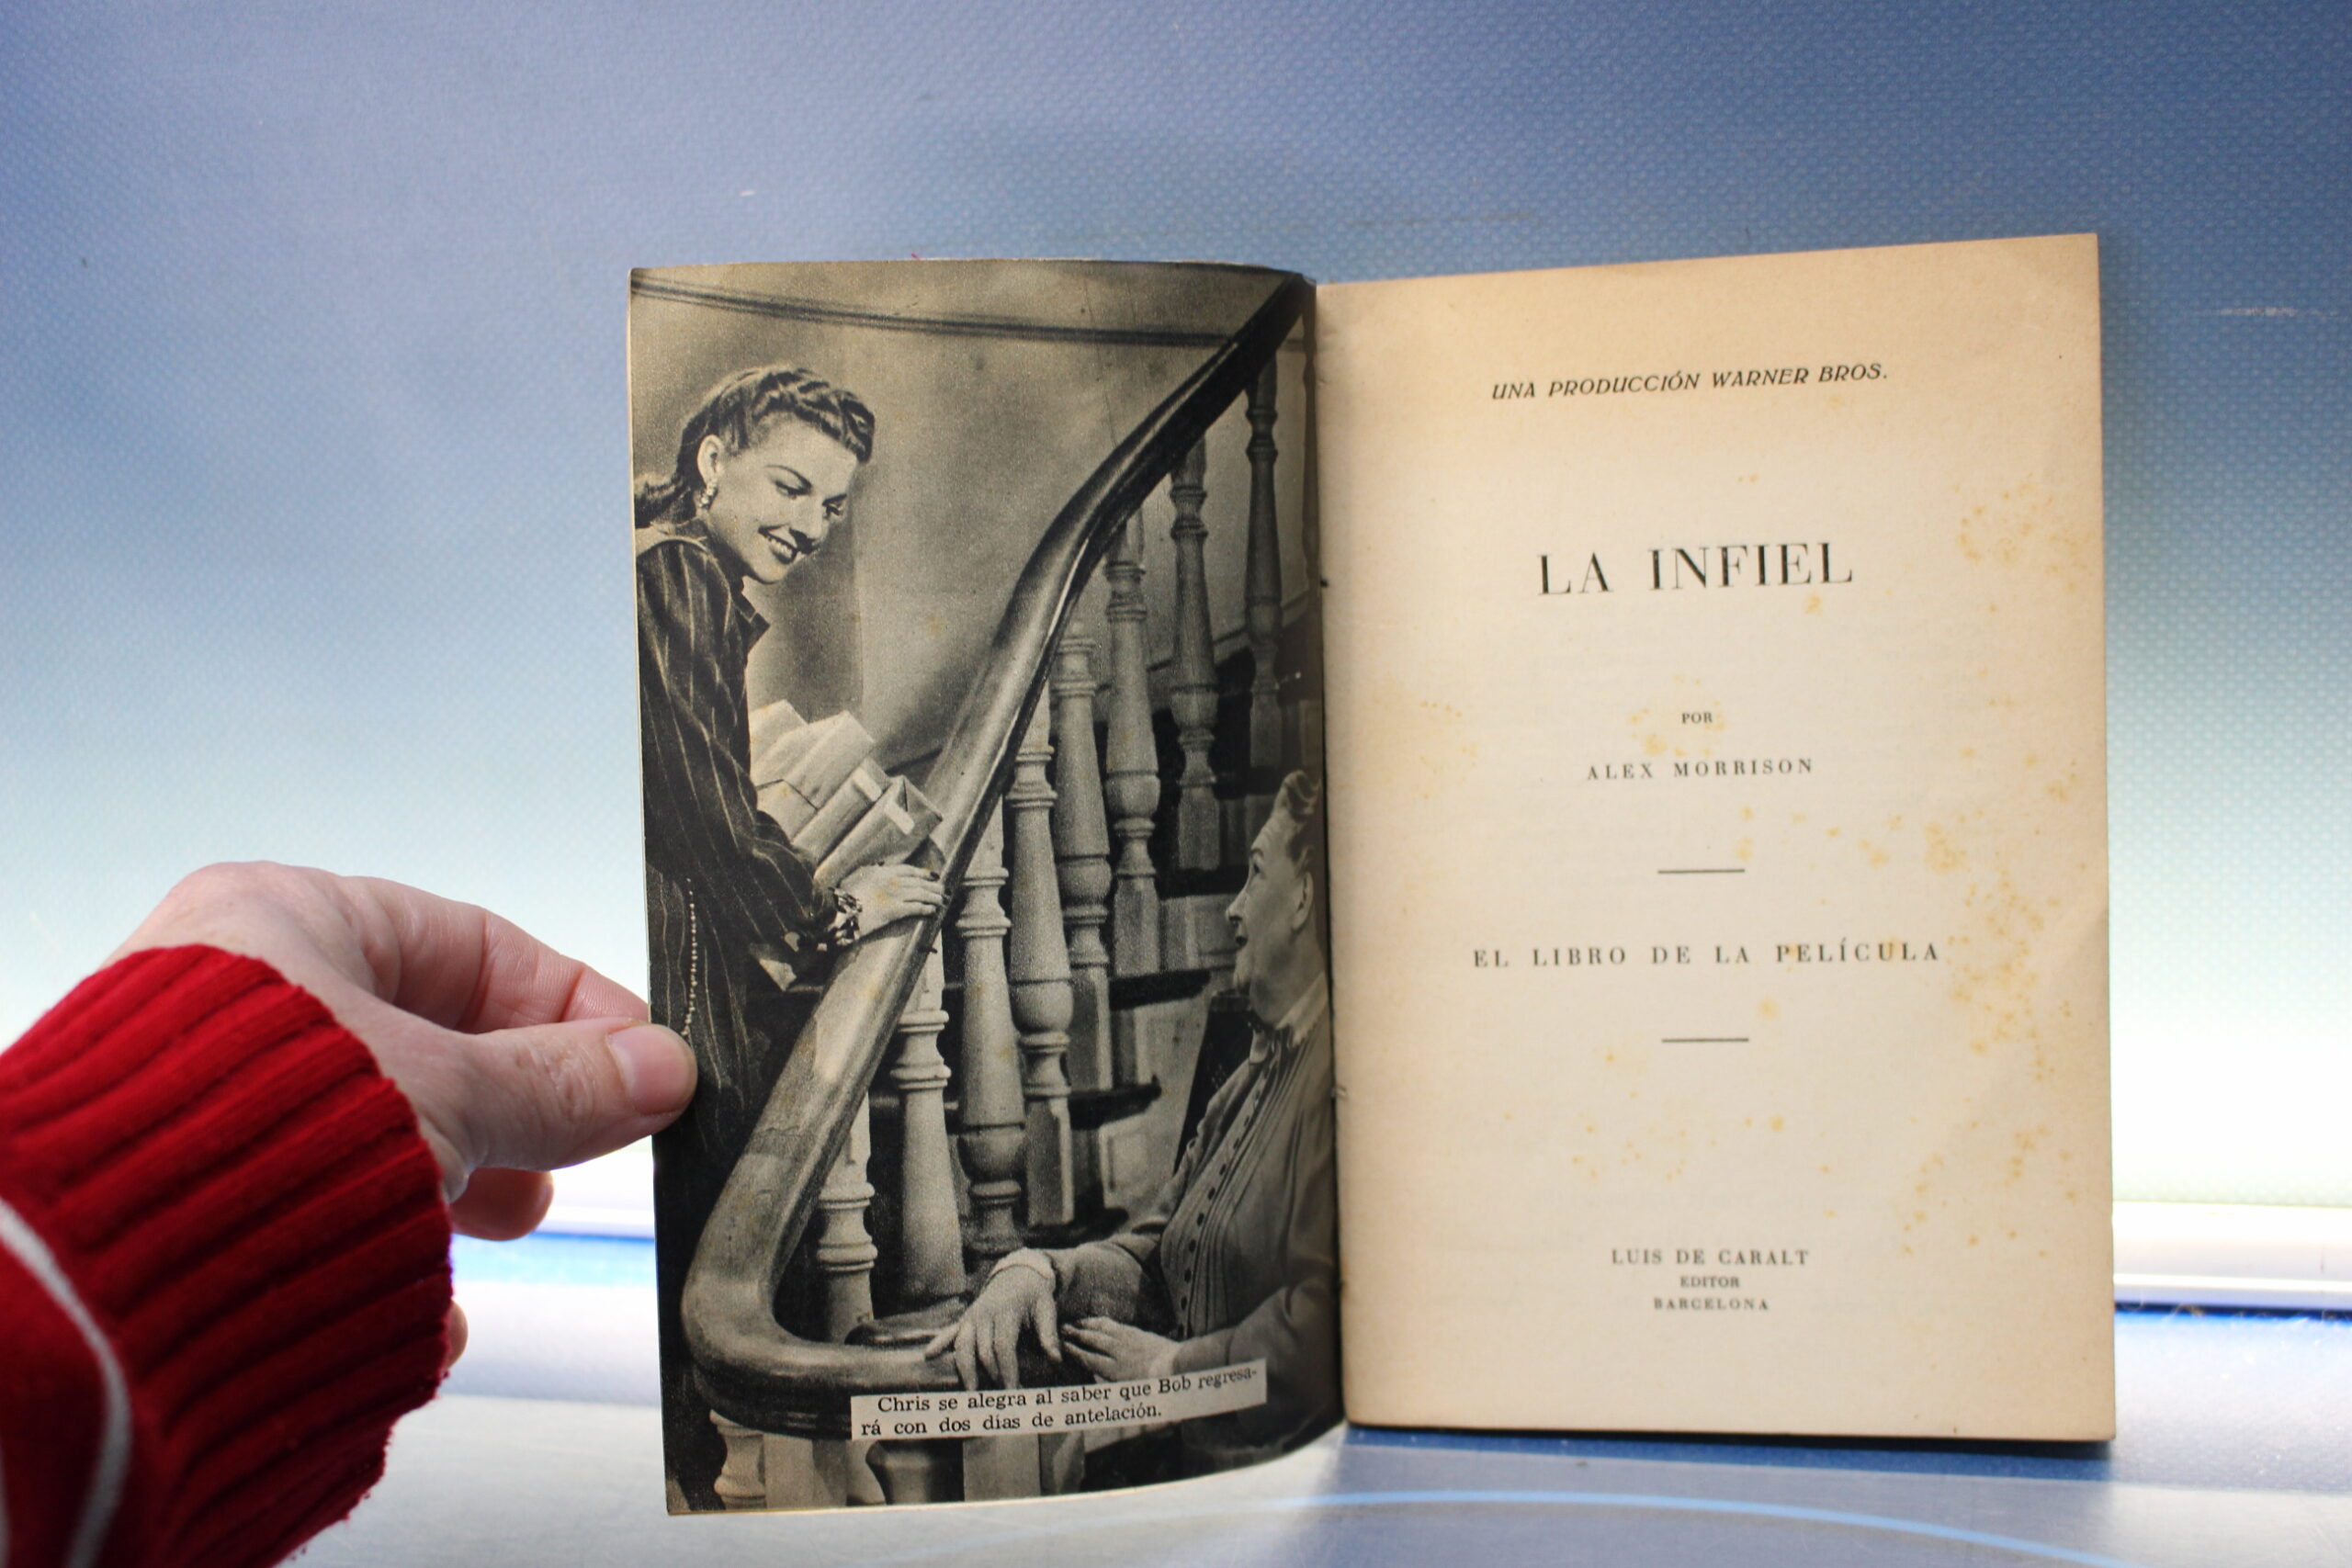 Chris se alegra al saber que Bob regresa-
rá con dos días de antelación.
UNA PRODUCCIÓN WARNER BROS.
LA INFIEL
POR
ALEX MORRISON
EL LIBRO DE LA PELÍCULA
LUIS DE CARALT
EDITOR
BARCELONA